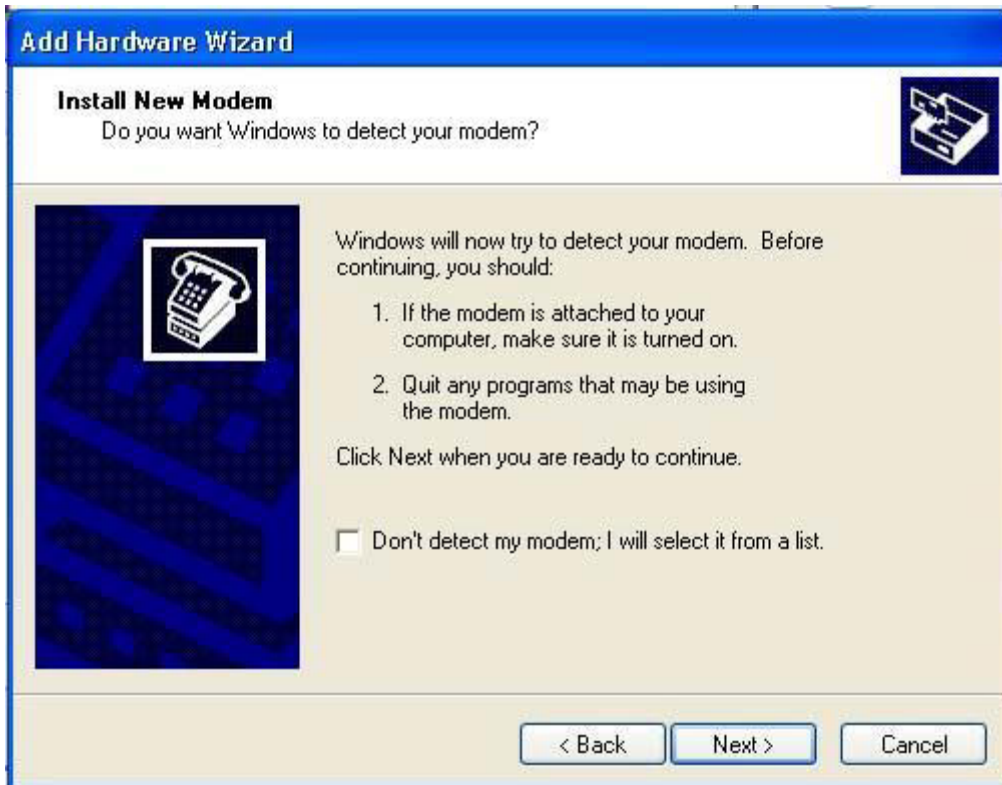 Add Hardware Wizard
Install New Modem
Do you want Windows to detect your modem?
Windows will now try to detect your modem.  Before
continuing, you should:
1. If the modem is attached to your
computer, make sure it is turned on.
2. Quit any programs that may be using
the modem.
Click Next when you are ready to continue.
Don't detect my modem; I will select it from a list.
< Back
Next >
Cancel